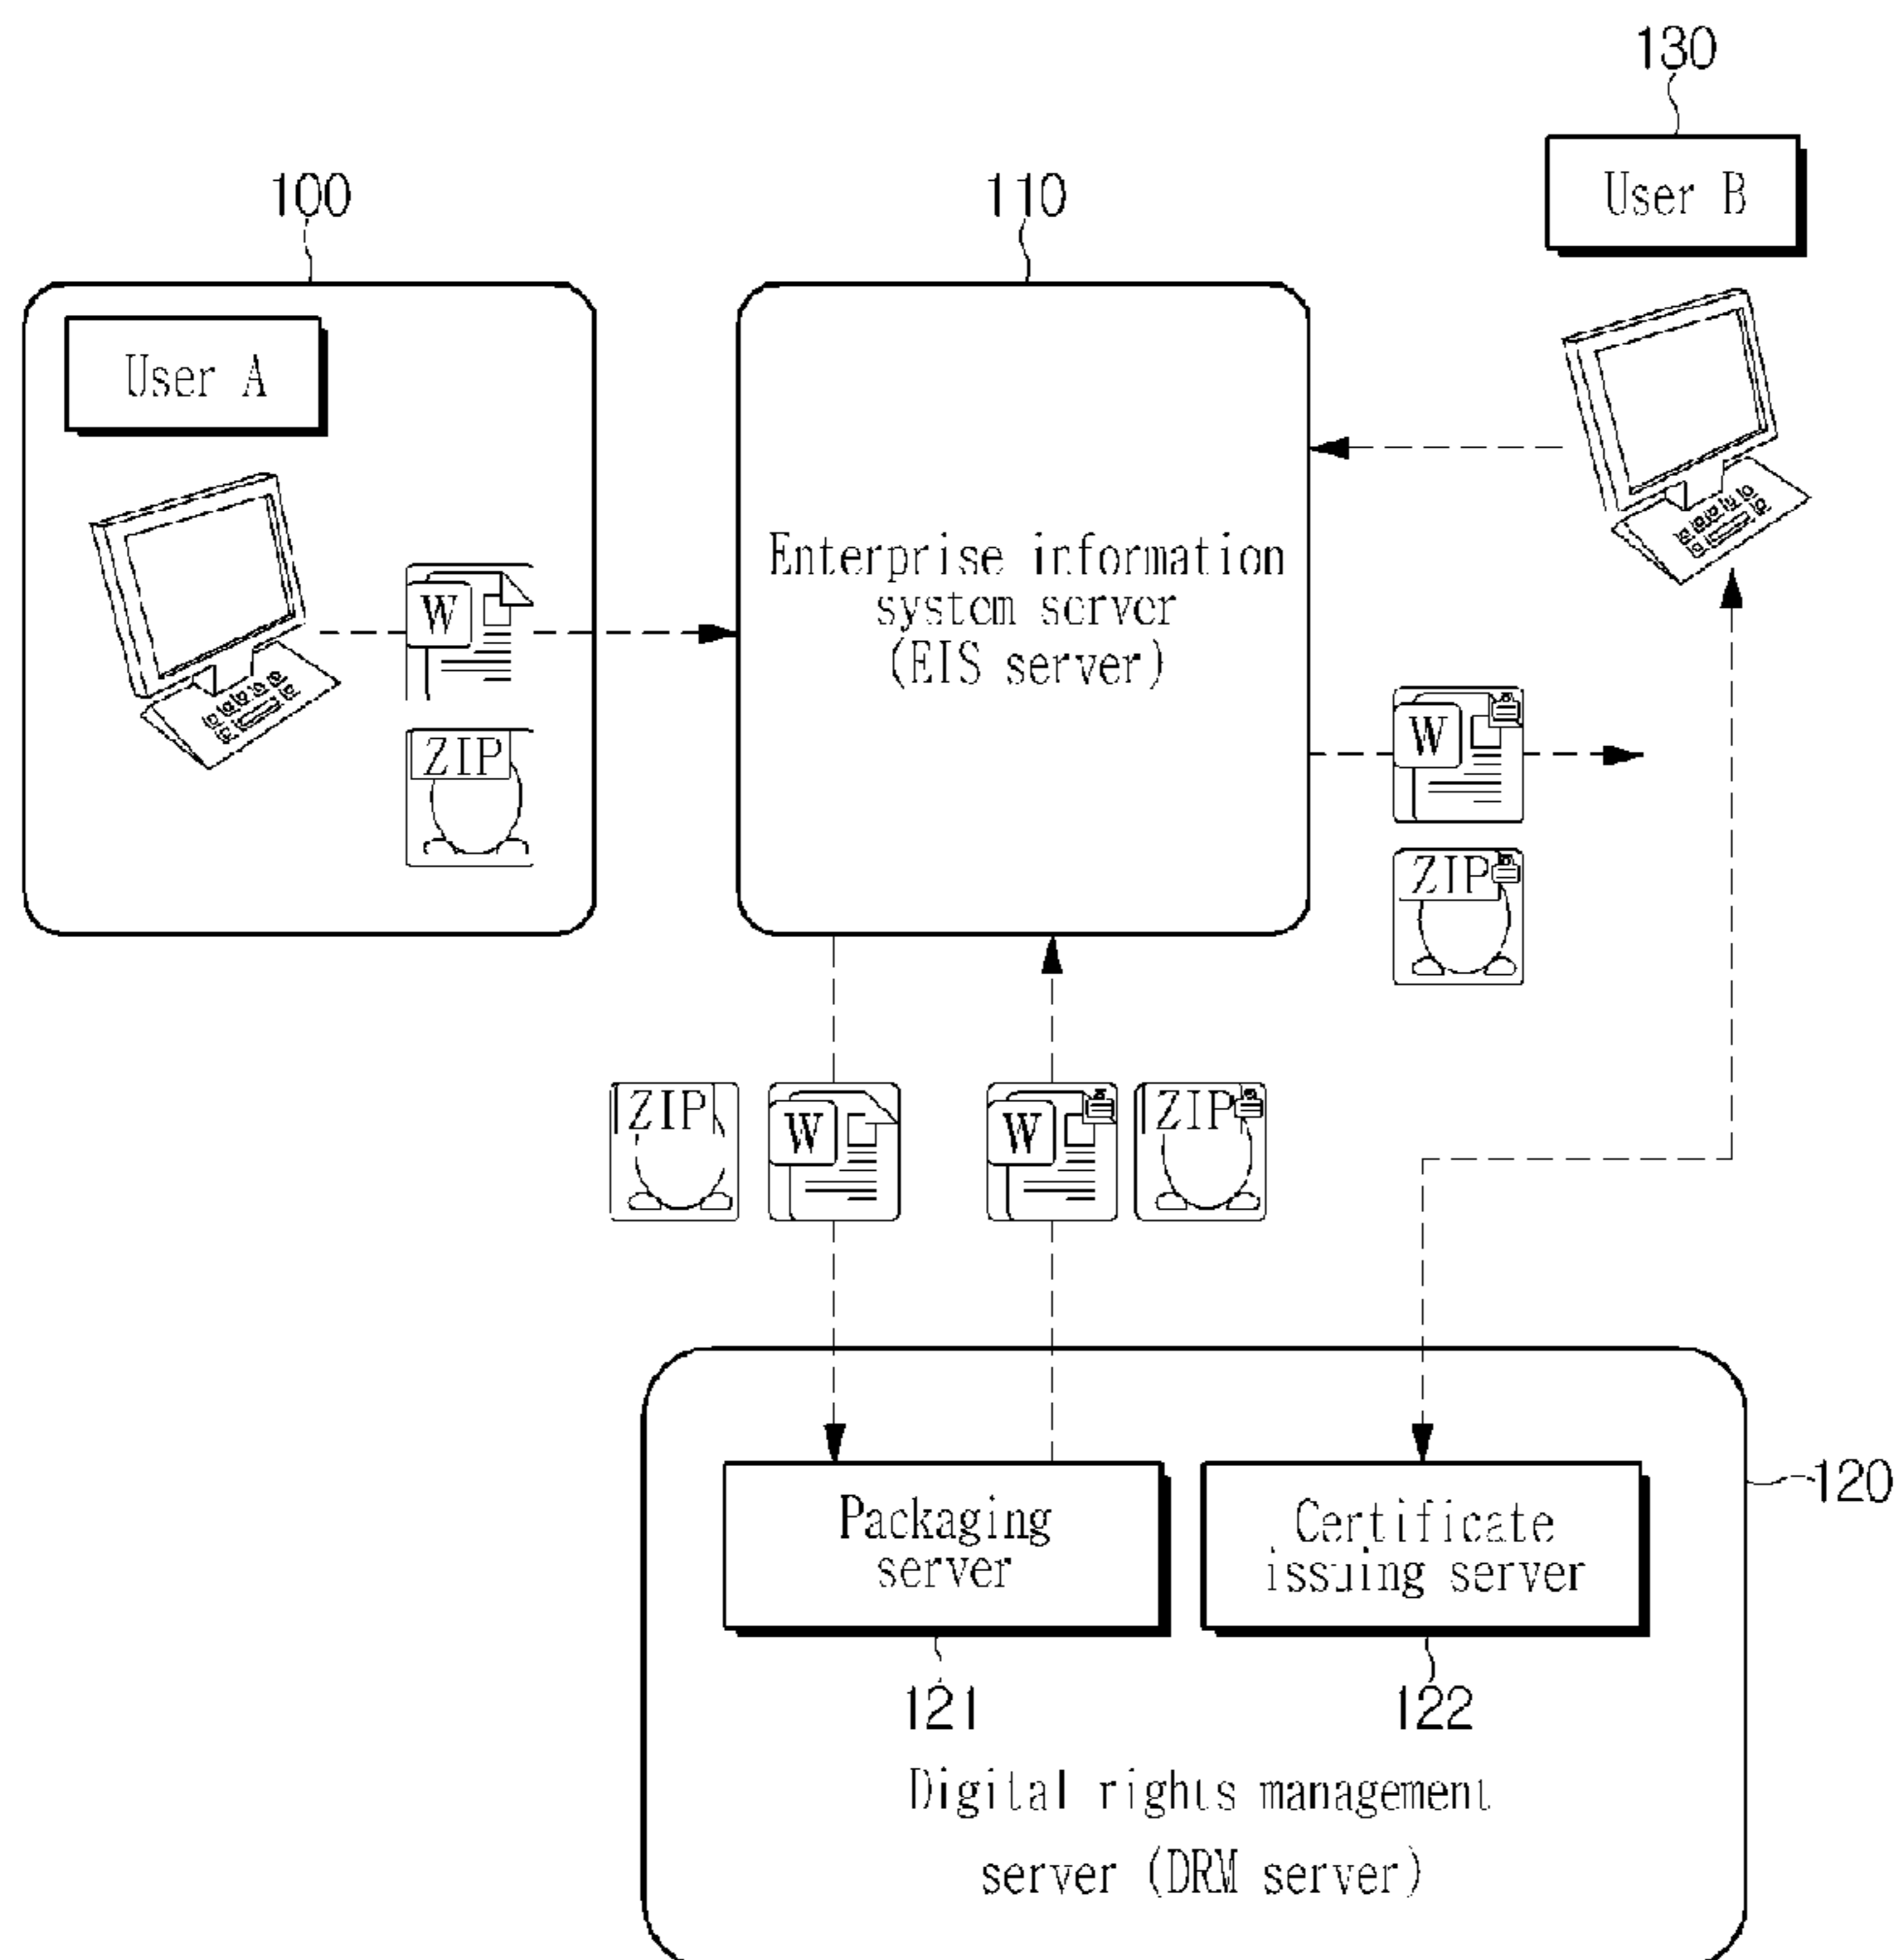 130
User B
100
110
User A
Enterprise information
system server
(EIS server)
W
ZIP
W
ZIP
ZIP
W
W
ZIP
120
Packaging
server
Certificate
issuing server
121
122
Digital rights management
server (DRM server)